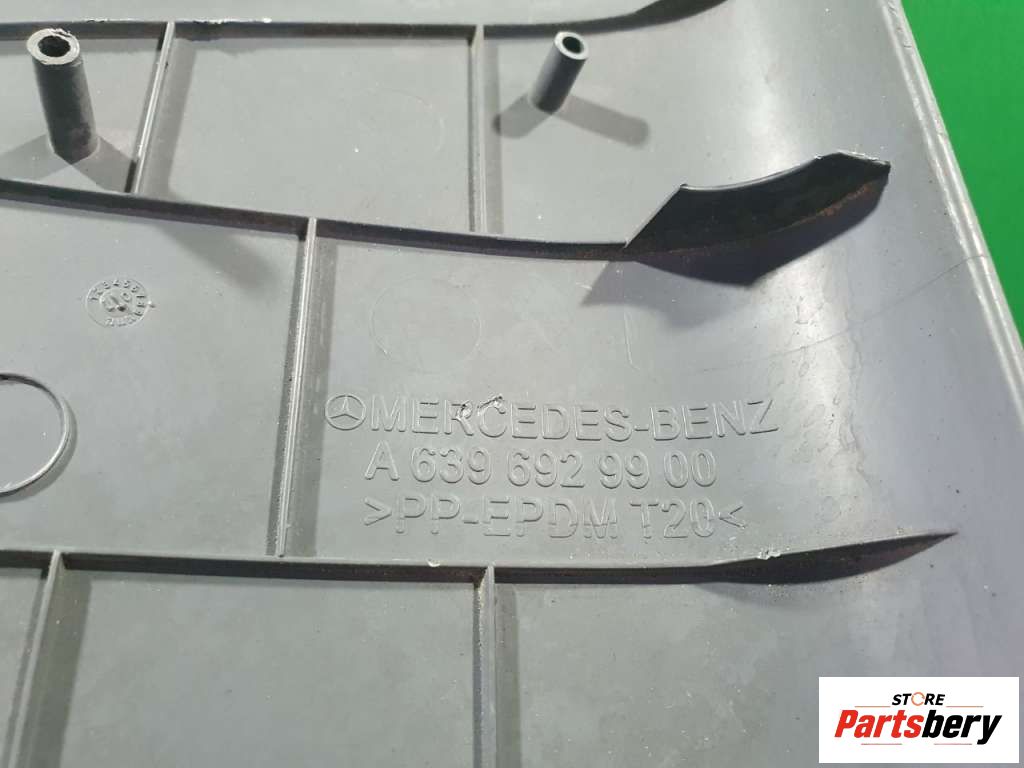 MERCEDES-BENZ
A 639 692 99 00
>PP-EPDM T20<
STORE
Partsbery